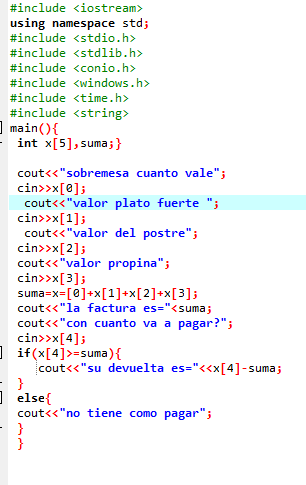 #include <iostream>
using namespace std;
#include <stdio.h>
#include <stdlib.h>
#include <conio.h>
#include <windows.h>
#include <time.h>
#include <string>
main(){
int x[5],suma;}
cout<<"sobremesa cuanto vale";
cin>>x[0];
cout<<"valor plato fuerte ";
cin>>x[1];
cout<<"valor del postre";
cin>>x[2];
cout<<"valor propina";
cin>>x[3];
suma=x=[0]+x[1]+x[2]+x[3];
cout<<"la factura es="<suma;
cout<<"con cuanto va a pagar?";
cin>>x[4];
if(x[4]>=suma){
cout<<"su devuelta es="<<x[4]-suma;
}
else{
cout<<"no tiene como pagar";
}
}